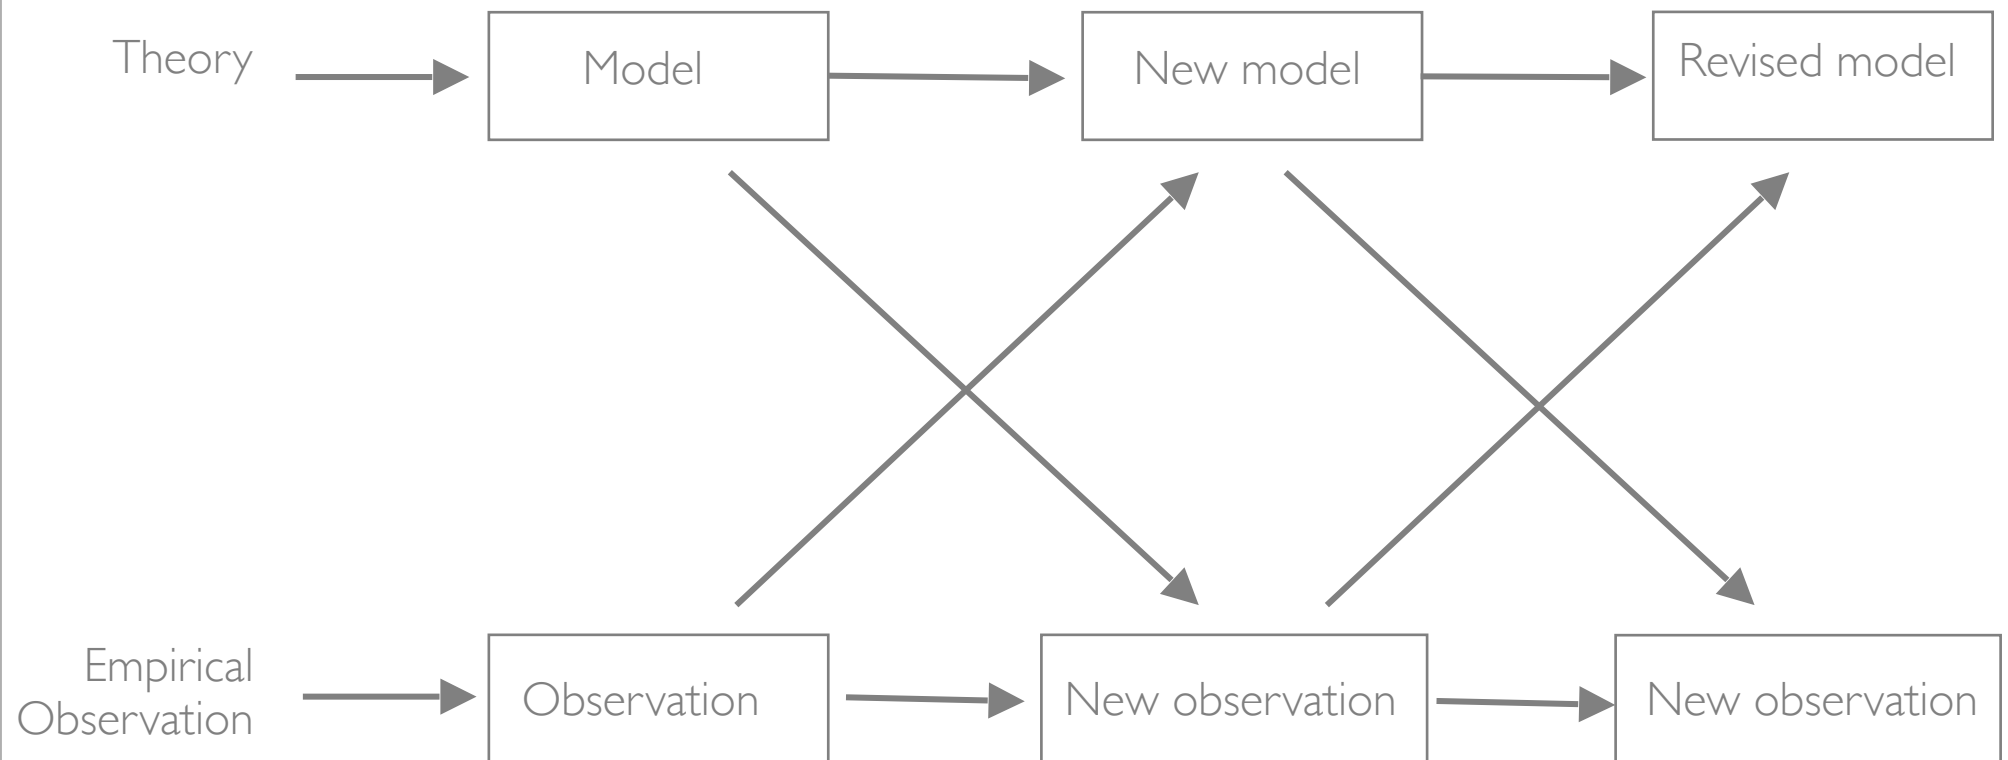 Theory
Model
New model
Revised model
Empirical
Observation
Observation
New observation
New observation